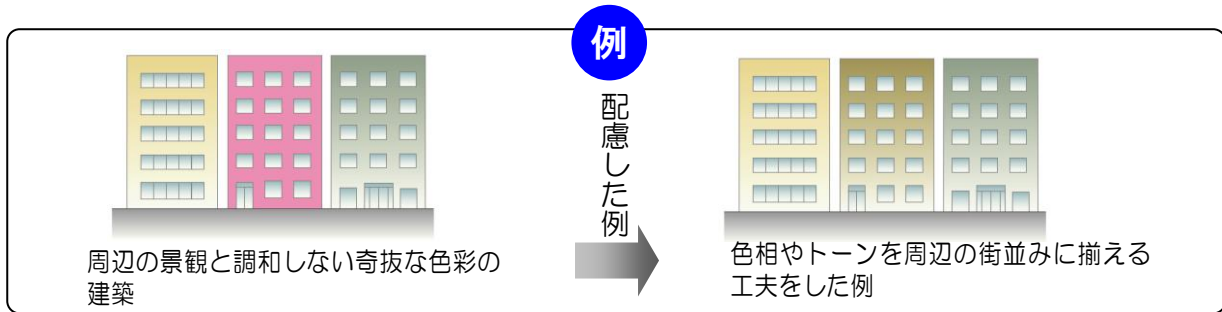 例
配慮した例
周辺の景観と調和しない奇抜な色彩の
建築
色相やトーンを周辺の街並みに揃える
工夫をした例